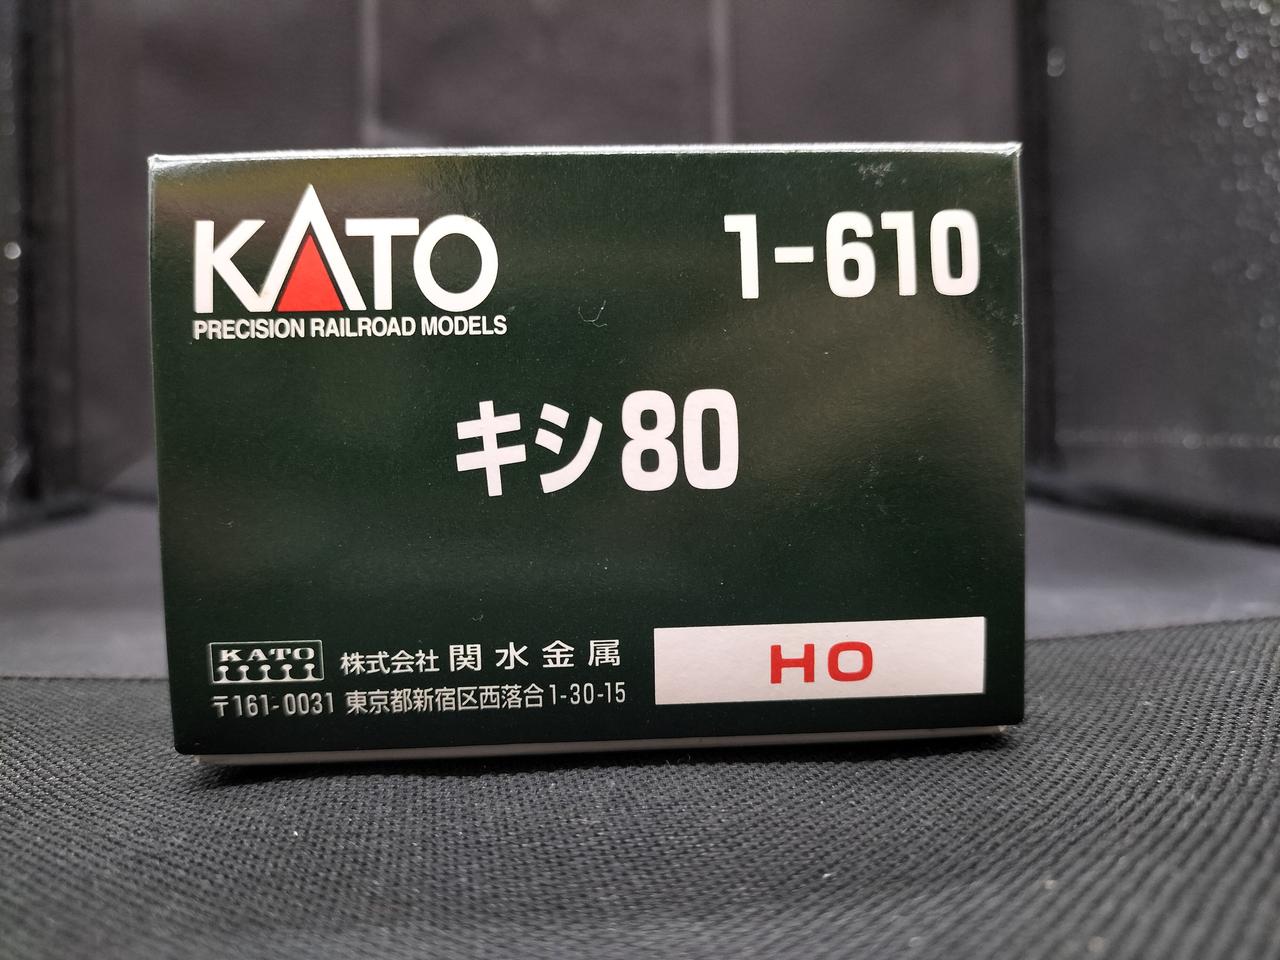 KATO
PRECISION RAILROAD MODELS
1-610
キシ80
KATO
株式会社 関水金属
〒161-0031 東京都新宿区西落合1-30-15
HO